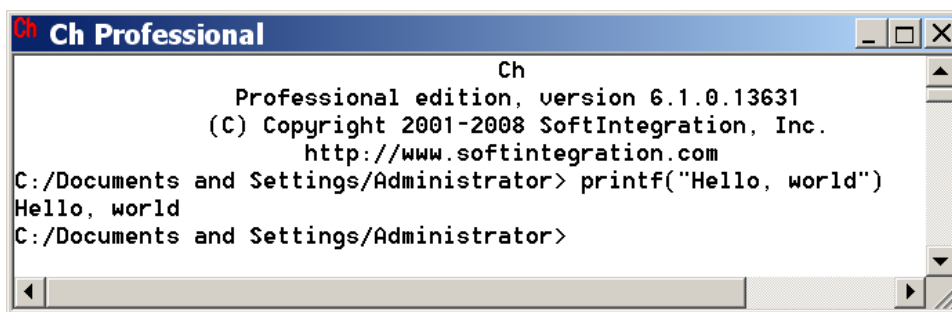 Ch Ch Professional
Ch
Professional edition, version 6.1.0.13631
(C) Copyright 2001-2008 SoftIntegration, Inc.
http://www.softintegration.com
C:/Documents and Settings/Administrator> printf("Hello, world")
Hello, world
C:/Documents and Settings/Administrator>